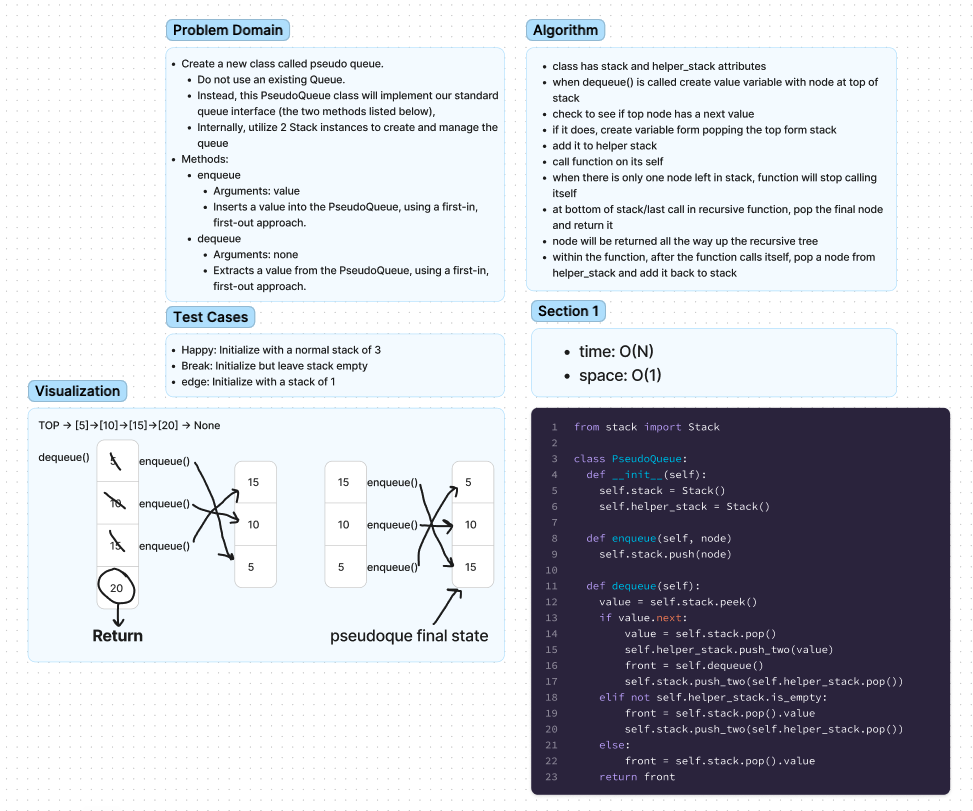 Problem Domain
• Create a new class called pseudo queue.
• Do not use an existing Queue.
• Instead, this PseudoQueue class will implement our standard
queue interface (the two methods listed below),
• Internally, utilize 2 Stack instances to create and manage the
queue
• Methods:
• enqueue
• Arguments: value
• Inserts a value into the PseudoQueue, using a first-in,
first-out approach.
• dequeue
• Arguments: none
• Extracts a value from the PseudoQueue, using a first-in,
first-out approach.
Test Cases
• Happy: Initialize with a normal stack of 3
• Break: Initialize but leave stack empty
• edge: Initialize with a stack of 1
Visualization
TOP → [5]→[10]→[15]→[20] → None
dequeue()
5
enqueue()
10
enqueue()
15
enqueue()
20
Return
15
10
5
15
enqueue()
10
enqueue()
5
enqueue()
5
10
15
pseudoque final state
Algorithm
• class has stack and helper_stack attributes
• when dequeue() is called create value variable with node at top of
stack
• check to see if top node has a next value
• if it does, create variable form popping the top form stack
• add it to helper stack
• call function on its self
• when there is only one node left in stack, function will stop calling
itself
• at bottom of stack/last call in recursive function, pop the final node
and return it
• node will be returned all the way up the recursive tree
• within the function, after the function calls itself, pop a node from
helper_stack and add it back to stack
Section 1
• time: O(N)
• space: O(1)
1 from stack import Stack
2
3 class PseudoQueue:
4   def __init__(self):
5     self.stack = Stack()
6     self.helper_stack = Stack()
7
8   def enqueue(self, node)
9     self.stack.push(node)
10
11   def dequeue(self):
12     value = self.stack.peek()
13     if value.next:
14         value = self.stack.pop()
15         self.helper_stack.push_two(value)
16         front = self.dequeue()
17         self.stack.push_two(self.helper_stack.pop())
18     elif not self.helper_stack.is_empty:
19         front = self.stack.pop().value
20         self.stack.push_two(self.helper_stack.pop())
21     else:
22         front = self.stack.pop().value
23     return front